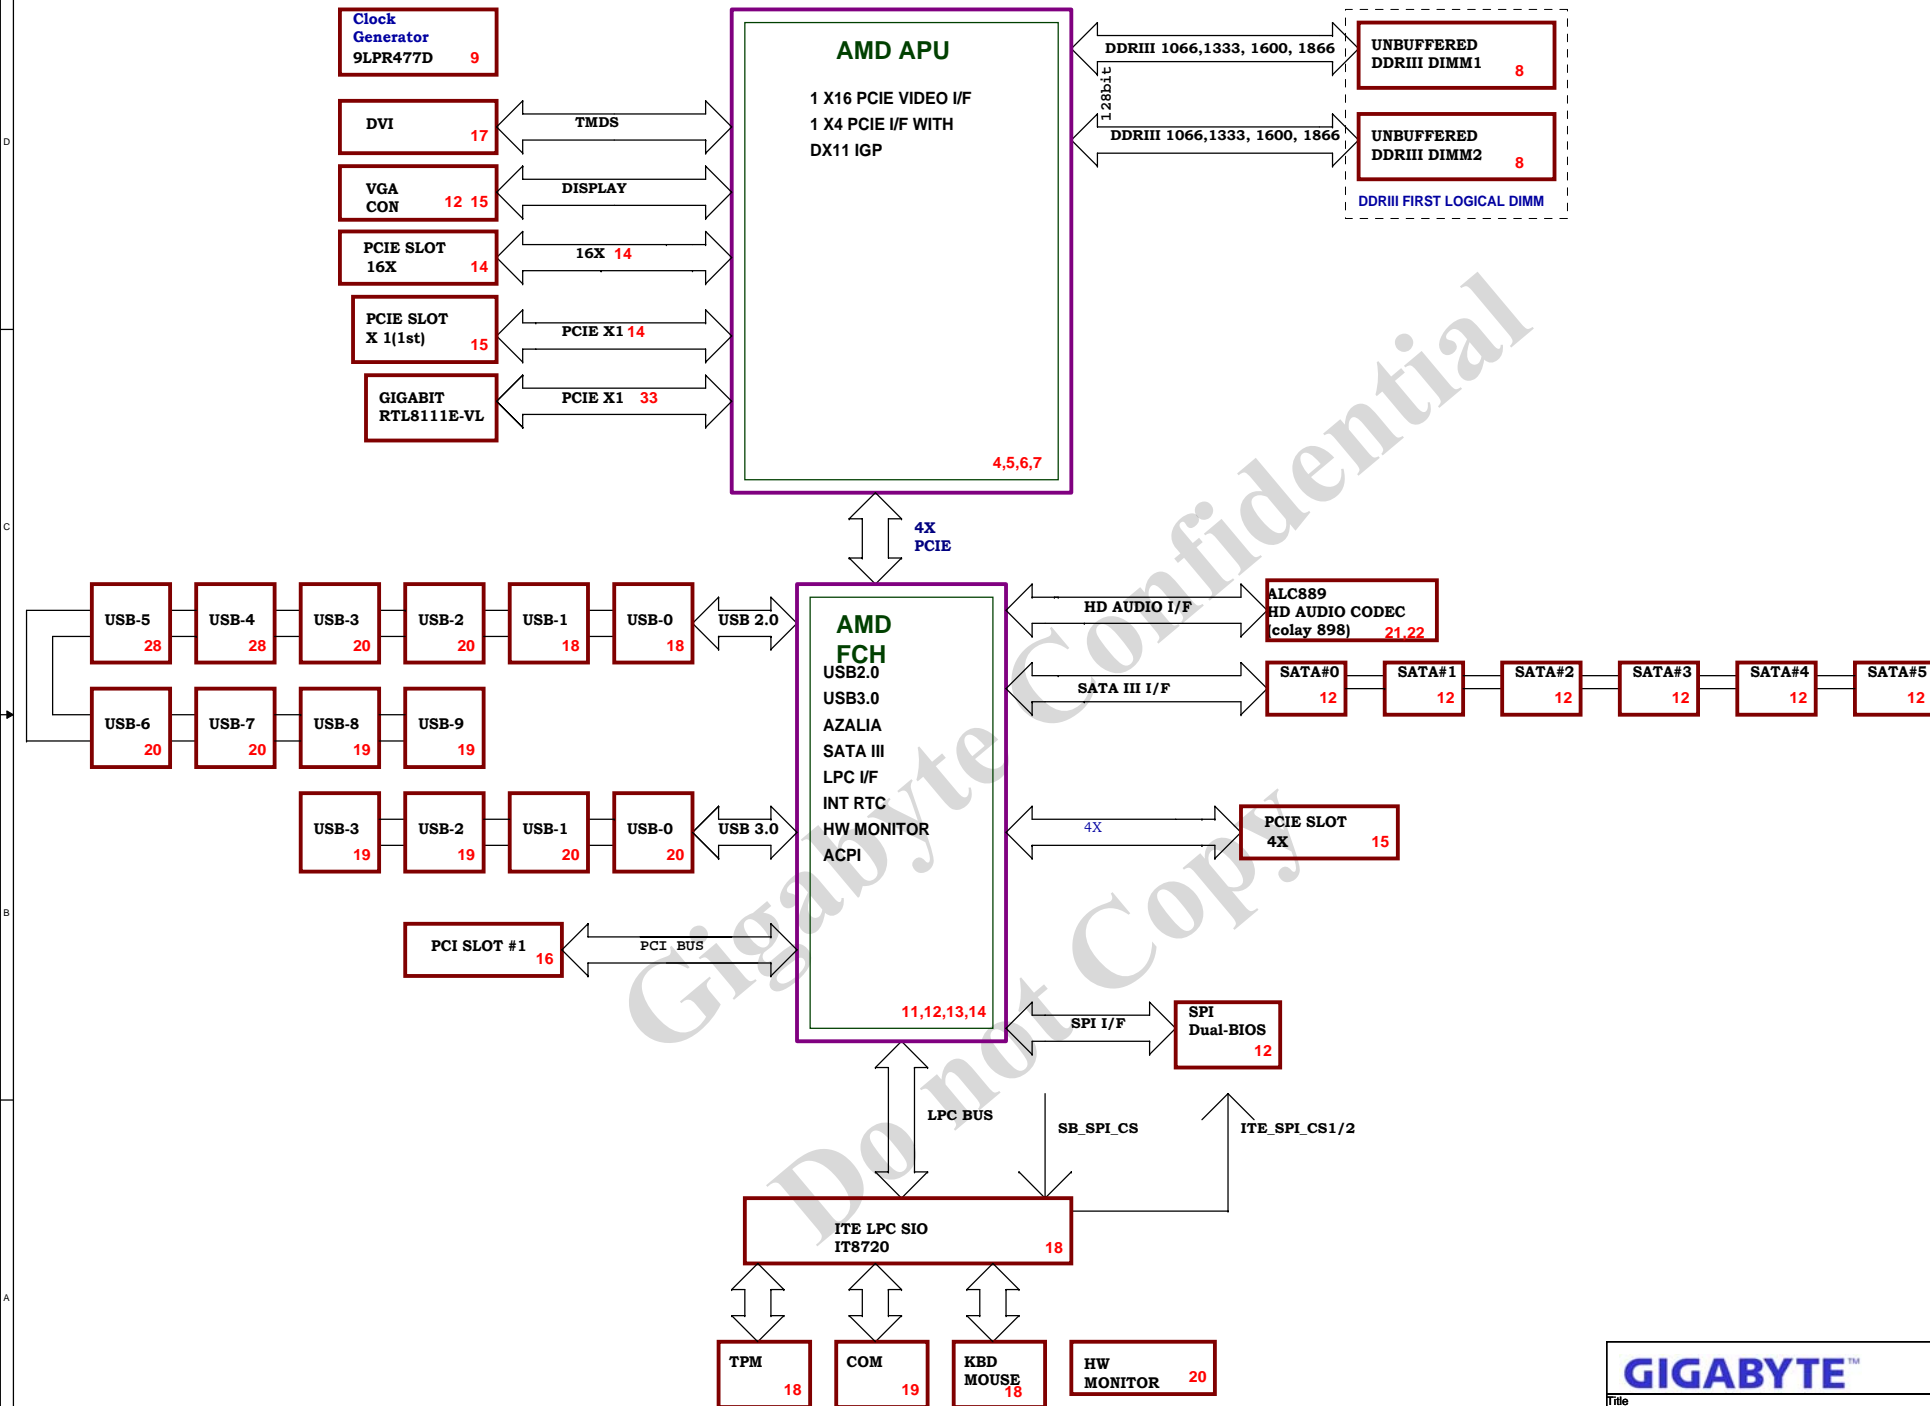 Clock
Generator
9LPR477D 9
DVI 17
TMDS
VGA
CON 12 15
DISPLAY
PCIE SLOT
16X 14
16X 14
PCIE SLOT
X 1(1st) 15
PCIE X1 14
GIGABIT
RTL8111E-VL
PCIE X1 33
AMD APU
1 X16 PCIE VIDEO I/F
1 X4 PCIE I/F WITH
DX11 IGP
4,5,6,7
DDRIII 1066,1333, 1600, 1866
128bit
DDRIII 1066,1333, 1600, 1866
UNBUFFERED
DDRIII DIMM1 8
UNBUFFERED
DDRIII DIMM2 8
DDRIII FIRST LOGICAL DIMM
4X
PCIE
D
C
B
A
USB-5 28
USB-4 28
USB-3 20
USB-2 20
USB-1 18
USB-0 18
USB 2.0
USB-6 20
USB-7 20
USB-8 19
USB-9 19
USB-3 19
USB-2 19
USB-1 20
USB-0 20
USB 3.0
PCI SLOT #1 16
PCI BUS
AMD
FCH
USB2.0
USB3.0
AZALIA
SATA III
LPC I/F
INT RTC
HW MONITOR
ACPI
11,12,13,14
HD AUDIO I/F
ALC889
HD AUDIO CODEC
(colay 898) 21,22
SATA III I/F
SATA#0 12
SATA#1 12
SATA#2 12
SATA#3 12
SATA#4 12
SATA#5 12
4X
PCIE SLOT
4X 15
SPI I/F
SPI
Dual-BIOS
12
LPC BUS
SB_SPI_CS
ITE_SPI_CS1/2
ITE LPC SIO
IT8720 18
TPM
18
COM
19
KBD
MOUSE
18
HW
MONITOR 20
Gigabyte Confidential
Do not Copy
GIGABYTE™
Title